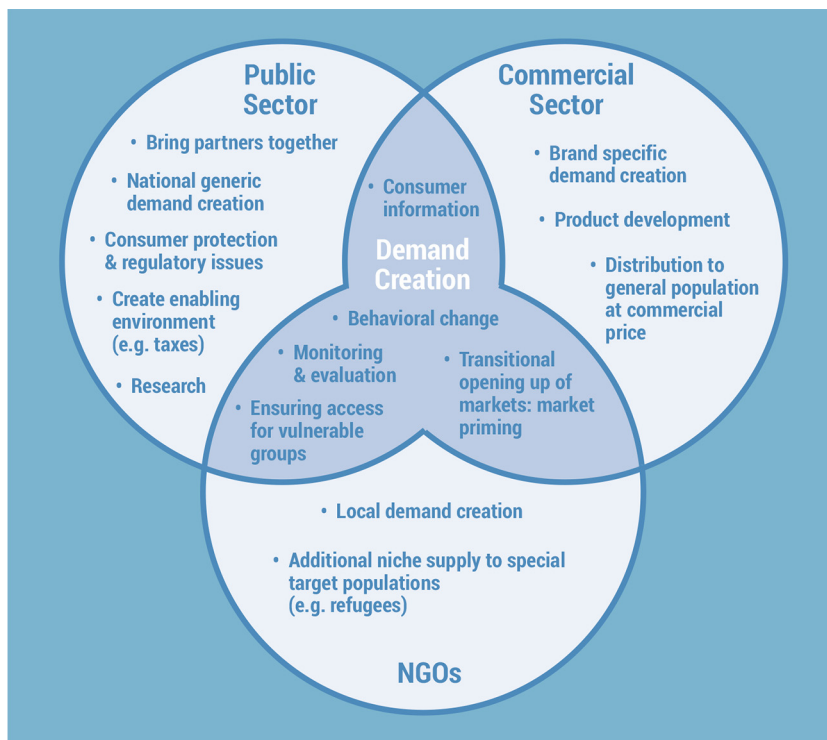 Public
Sector
• Bring partners together
• National generic
demand creation
• Consumer protection
& regulatory issues
• Create enabling
environment
(e.g. taxes)
• Research
Commercial
Sector
• Brand specific
demand creation
• Product development
• Distribution to
general population
at commercial
price
• Consumer
information
Demand
Creation
• Behavioral change
• Monitoring
& evaluation
• Ensuring access
for vulnerable
groups
• Transitional
opening up of
markets: market
priming
• Local demand creation
• Additional niche supply to special
target populations
(e.g. refugees)
NGOs